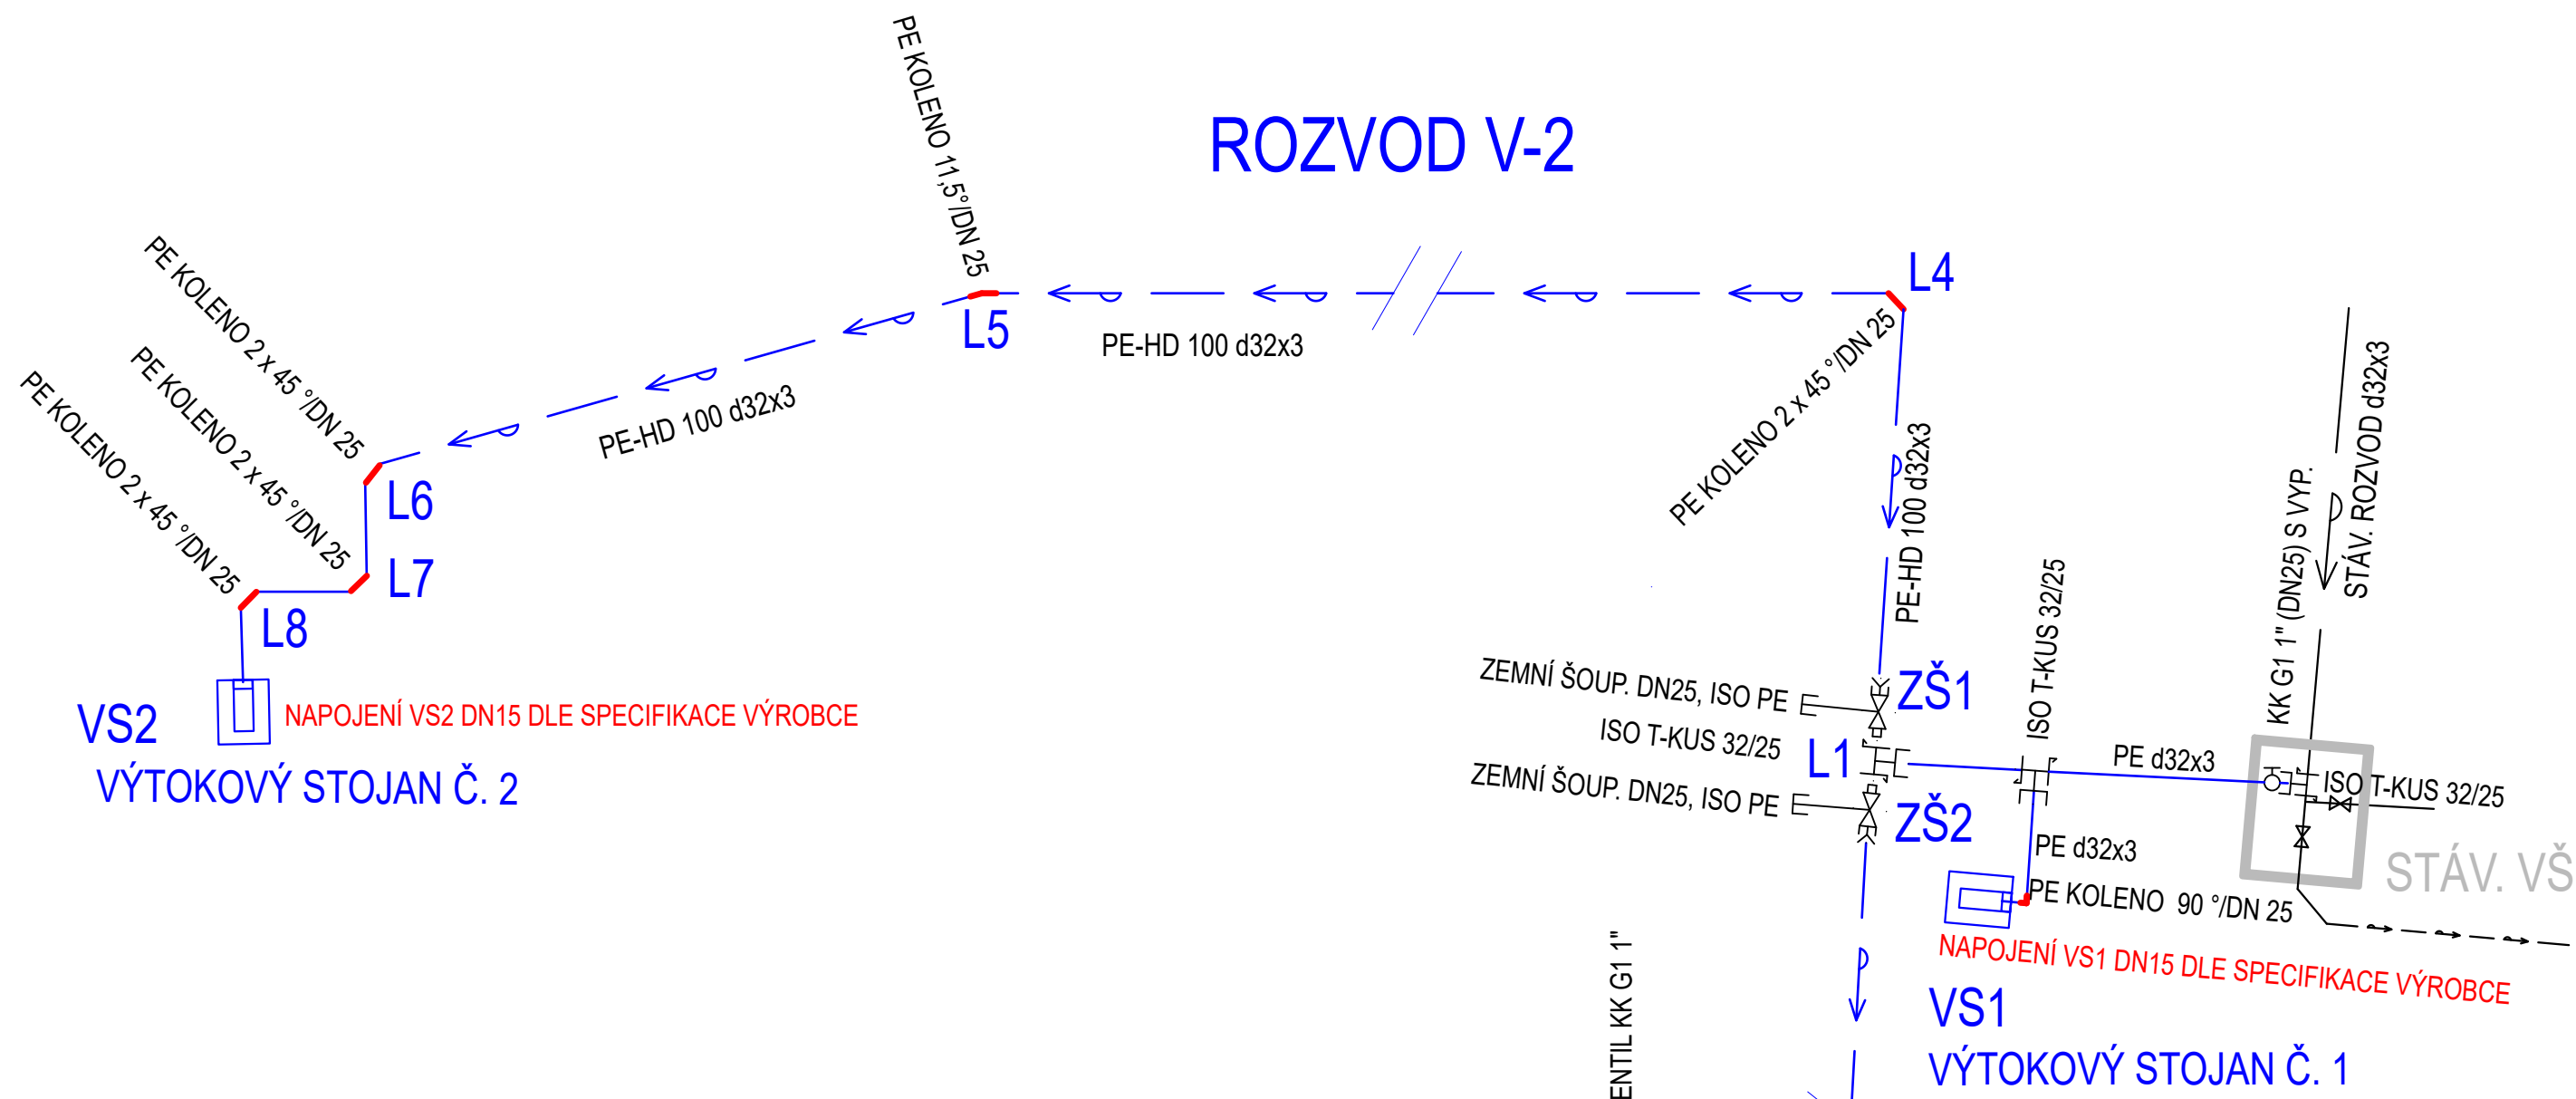 ROZVOD V-2
PE KOLENO 11,5°/DN 25
PE KOLENO 2 x 45 °/DN 25
PE KOLENO 2 x 45 °/DN 25
PE KOLENO 2 x 45 °/DN 25
L4
L5
PE-HD 100 d32x3
PE-HD 100 d32x3
PE KOLENO 2 x 45 °/DN 25
PE-HD 100 d32x3
L6
L7
L8
VS2
NAPOJENÍ VS2 DN15 DLE SPECIFIKACE VÝROBCE
VÝTOKOVÝ STOJAN Č. 2
STÁV. ROZVOD d32x3
KK G1 1" (DN25) S VYP.
ISO T-KUS 32/25
ZEMNÍ ŠOUP. DN25, ISO PE
ZŠ1
ISO T-KUS 32/25
L1
PE d32x3
ISO T-KUS 32/25
ZEMNÍ ŠOUP. DN25, ISO PE
ZŠ2
PE d32x3
STÁV. VŠ
PE KOLENO 90 °/DN 25
NAPOJENÍ VS1 DN15 DLE SPECIFIKACE VÝROBCE
ENTIL KK G1 1"
VS1
VÝTOKOVÝ STOJAN Č. 1